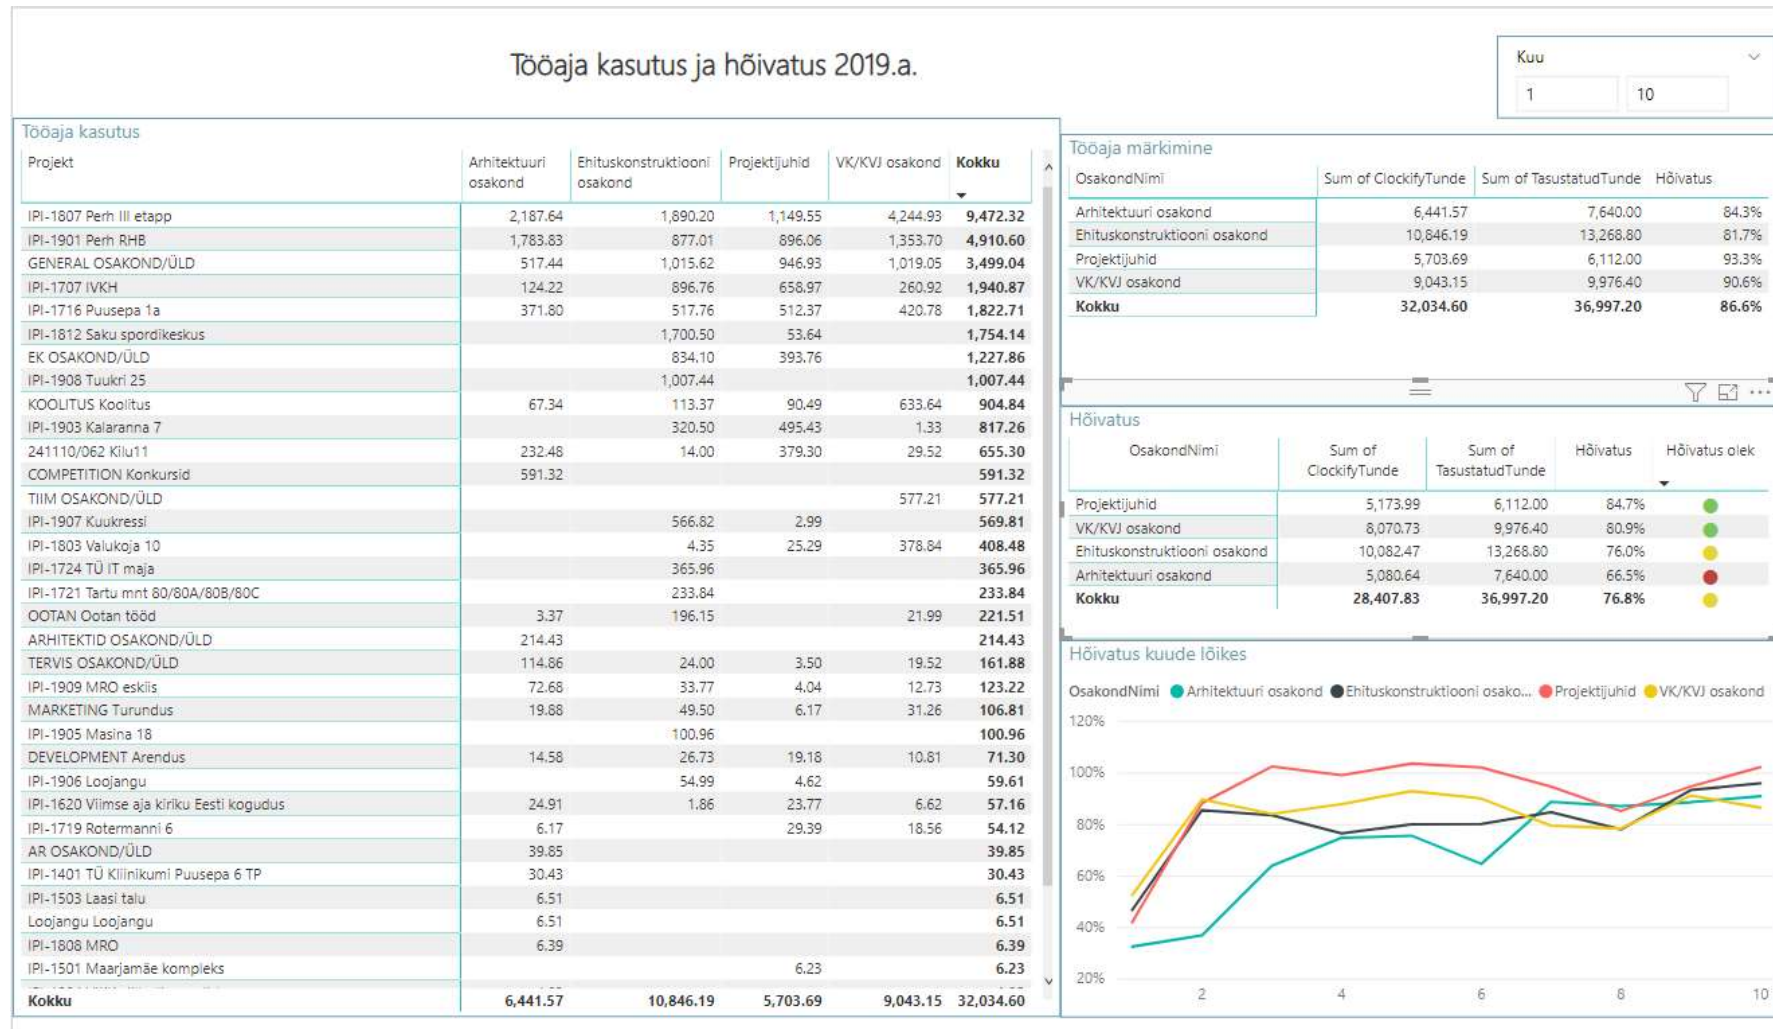 Tööaja kasutus ja hõivatus 2019.a.
Kuu
1 10
Tööaja kasutus
Projekt Arhitektuuri osakond Ehituskonstruktiooni osakond Projektijuhid VK/KVJ osakond Kokku
IPI-1807 Perh III etapp 2,187.64 1,890.20 1,149.55 4,244.93 9,472.32
IPI-1901 Perh RHB 1,783.83 877.01 896.06 1,353.70 4,910.60
GENERAL OSAKOND/ÜLD 517.44 1,015.62 946.93 1,019.05 3,499.04
IPI-1707 IVKH 124.22 896.76 658.97 260.92 1,940.87
IPI-1716 Puusepa 1a 371.80 517.76 512.37 420.78 1,822.71
IPI-1812 Saku spordikeskus 1,700.50 53.64 1,754.14
EK OSAKOND/ÜLD 834.10 393.76 1,227.86
IPI-1908 Tuukri 25 1,007.44 1,007.44
KOOLITUS Koolitus 67.34 113.37 90.49 633.64 904.84
IPI-1903 Kalaranna 7 320.50 495.43 1.33 817.26
241110/062 Kilu11 232.48 14.00 379.30 29.52 655.30
COMPETITION Konkursid 591.32 591.32
TIIM OSAKOND/ÜLD 577.21 577.21
IPI-1907 Kuukressi 566.82 2.99 569.81
IPI-1803 Valukoja 10 4.35 25.29 378.84 408.48
IPI-1724 TÜ IT maja 365.96 365.96
IPI-1721 Tartu mnt 80/80A/80B/80C 233.84 233.84
OOTAN Ootan tööd 3.37 196.15 21.99 221.51
ARHITEKTID OSAKOND/ÜLD 214.43 214.43
TERVIS OSAKOND/ÜLD 114.86 24.00 3.50 19.52 161.88
IPI-1909 MRO eskiis 72.68 33.77 4.04 12.73 123.22
MARKETING Turundus 19.88 49.50 6.17 31.26 106.81
IPI-1905 Masina 18 100.96 100.96
DEVELOPMENT Arendus 14.58 26.73 19.18 10.81 71.30
IPI-1906 Loojangu 54.99 4.62 59.61
IPI-1620 Viimse aja kiriku Eesti kogudus 24.91 1.86 23.77 6.62 57.16
IPI-1719 Rotermanni 6 6.17 29.39 18.56 54.12
AR OSAKOND/ÜLD 39.85 39.85
IPI-1401 TÜ Kliinikumi Puusepa 6 TP 30.43 30.43
IPI-1503 Laasi talu 6.51 6.51
Loojangu Loojangu 6.51 6.51
IPI-1808 MRO 6.39 6.39
IPI-1501 Maarjamäe kompleks 6.23 6.23
Kokku 6,441.57 10,846.19 5,703.69 9,043.15 32,034.60
Tööaja märkimine
OsakondNimi Sum of ClockifyTunde Sum of TasustatudTunde Hõivatus
Arhitektuuri osakond 6,441.57 7,640.00 84.3%
Ehituskonstruktiooni osakond 10,846.19 13,268.80 81.7%
Projektijuhid 5,703.69 6,112.00 93.3%
VK/KVJ osakond 9,043.15 9,976.40 90.6%
Kokku 32,034.60 36,997.20 86.6%
Hõivatus
OsakondNimi Sum of ClockifyTunde Sum of TasustatudTunde Hõivatus Hõivatus olek
Projektijuhid 5,173.99 6,112.00 84.7%
VK/KVJ osakond 8,070.73 9,976.40 80.9%
Ehituskonstruktiooni osakond 10,082.47 13,268.80 76.0%
Arhitektuuri osakond 5,080.64 7,640.00 66.5%
Kokku 28,407.83 36,997.20 76.8%
Hõivatus kuude lõikes
OsakondNimi Arhitektuuri osakond Ehituskonstruktiooni osako... Projektijuhid VK/KVJ osakond
120%
100%
80%
60%
40%
20%
2 4 6 8 10